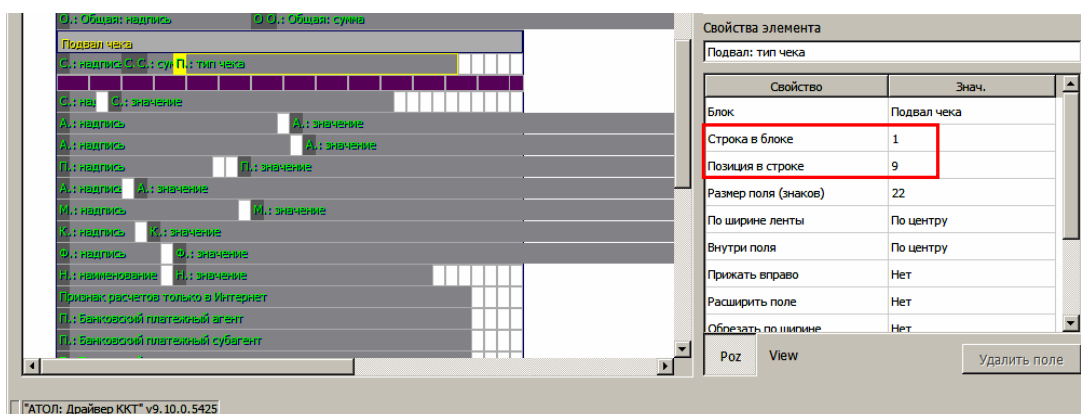 О.: Общая: надпись О О.: Общая: сумма
Подвал чека
С.: надпись С. С.: сум П.: тип чека
С.: над С.: значение
А.: надпись А.: значение
А.: надпись А.: значение
П.: надпись П.: значение
А.: надпись А.: значение
М.: надпись М.: значение
К.: надпись К.: значение
Ф.: надпись Ф.: значение
Н.: наименование Н.: значение
Признак расчетов только в Интернет
П.: Банковский платежный агент
П.: Банковский платежный субагент
Свойства элемента
Подвал: тип чека
Свойство Знач.
Блок Подвал чека
Строка в блоке 1
Позиция в строке 9
Размер поля (знаков) 22
По ширине ленты По центру
Внутри поля По центру
Прижать вправо Нет
Расширить поле Нет
Обрезать по ширине Нет
Poz View Удалить поле
"АТОЛ: Драйвер ККТ" v9.10.0.5425